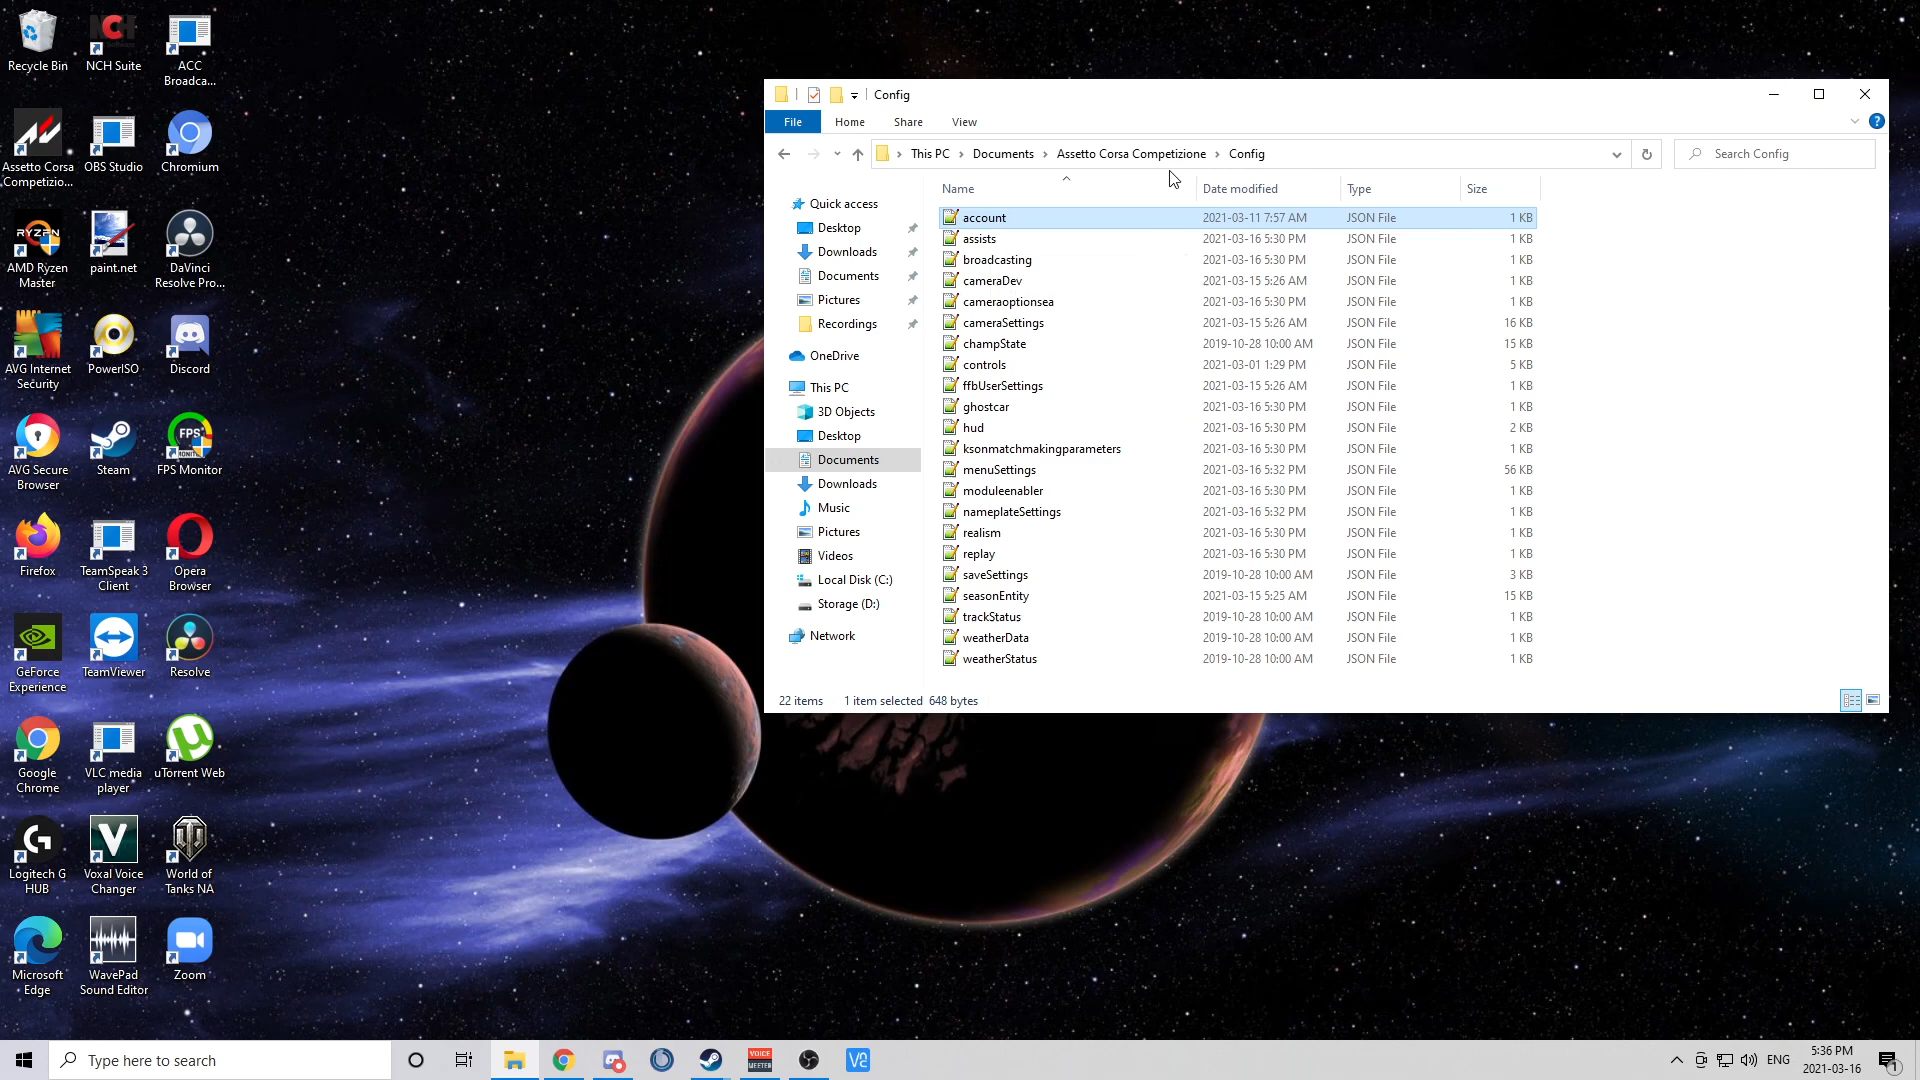 Recycle Bin
NCH Suite
ACC Broadca...
Assetto Corsa Competizio...
OBS Studio
Chromium
RYZEN
AMD Ryzen Master
paint.net
DaVinci Resolve Pro...
AVG Internet Security
PowerISO
Discord
AVG Secure Browser
Steam
FPS
FPS Monitor
Firefox
TeamSpeak 3 Client
Opera Browser
GeForce Experience
TeamViewer
Resolve
Google Chrome
VLC media player
uTorrent Web
Logitech G HUB
Voxal Voice Changer
World of Tanks NA
Microsoft Edge
WavePad Sound Editor
Zoom
Config
File Home Share View
This PC > Documents > Assetto Corsa Competizione > Config
Search Config
Quick access
Desktop
Downloads
Documents
Pictures
Recordings
OneDrive
This PC
3D Objects
Desktop
Documents
Downloads
Music
Pictures
Videos
Local Disk (C:)
Storage (D:)
Network
Name Date modified Type Size
account 2021-03-11 7:57 AM JSON File 1 KB
assists 2021-03-16 5:30 PM JSON File 1 KB
broadcasting 2021-03-16 5:30 PM JSON File 1 KB
cameraDev 2021-03-15 5:26 AM JSON File 1 KB
cameraoptionsea 2021-03-16 5:30 PM JSON File 1 KB
cameraSettings 2021-03-15 5:26 AM JSON File 16 KB
champState 2019-10-28 10:00 AM JSON File 15 KB
controls 2021-03-01 1:29 PM JSON File 5 KB
ffbUserSettings 2021-03-15 5:26 AM JSON File 1 KB
ghostcar 2021-03-16 5:30 PM JSON File 1 KB
hud 2021-03-16 5:30 PM JSON File 2 KB
ksonmatchmakingparameters 2021-03-16 5:30 PM JSON File 1 KB
menuSettings 2021-03-16 5:32 PM JSON File 56 KB
moduleenabler 2021-03-16 5:30 PM JSON File 1 KB
nameplateSettings 2021-03-16 5:32 PM JSON File 1 KB
realism 2021-03-16 5:30 PM JSON File 1 KB
replay 2021-03-16 5:30 PM JSON File 1 KB
saveSettings 2019-10-28 10:00 AM JSON File 3 KB
seasonEntity 2021-03-15 5:25 AM JSON File 15 KB
trackStatus 2019-10-28 10:00 AM JSON File 1 KB
weatherData 2019-10-28 10:00 AM JSON File 1 KB
weatherStatus 2019-10-28 10:00 AM JSON File 1 KB
22 items 1 item selected 648 bytes
Type here to search
VOICE MEETER
ENG
5:36 PM
2021-03-16
1